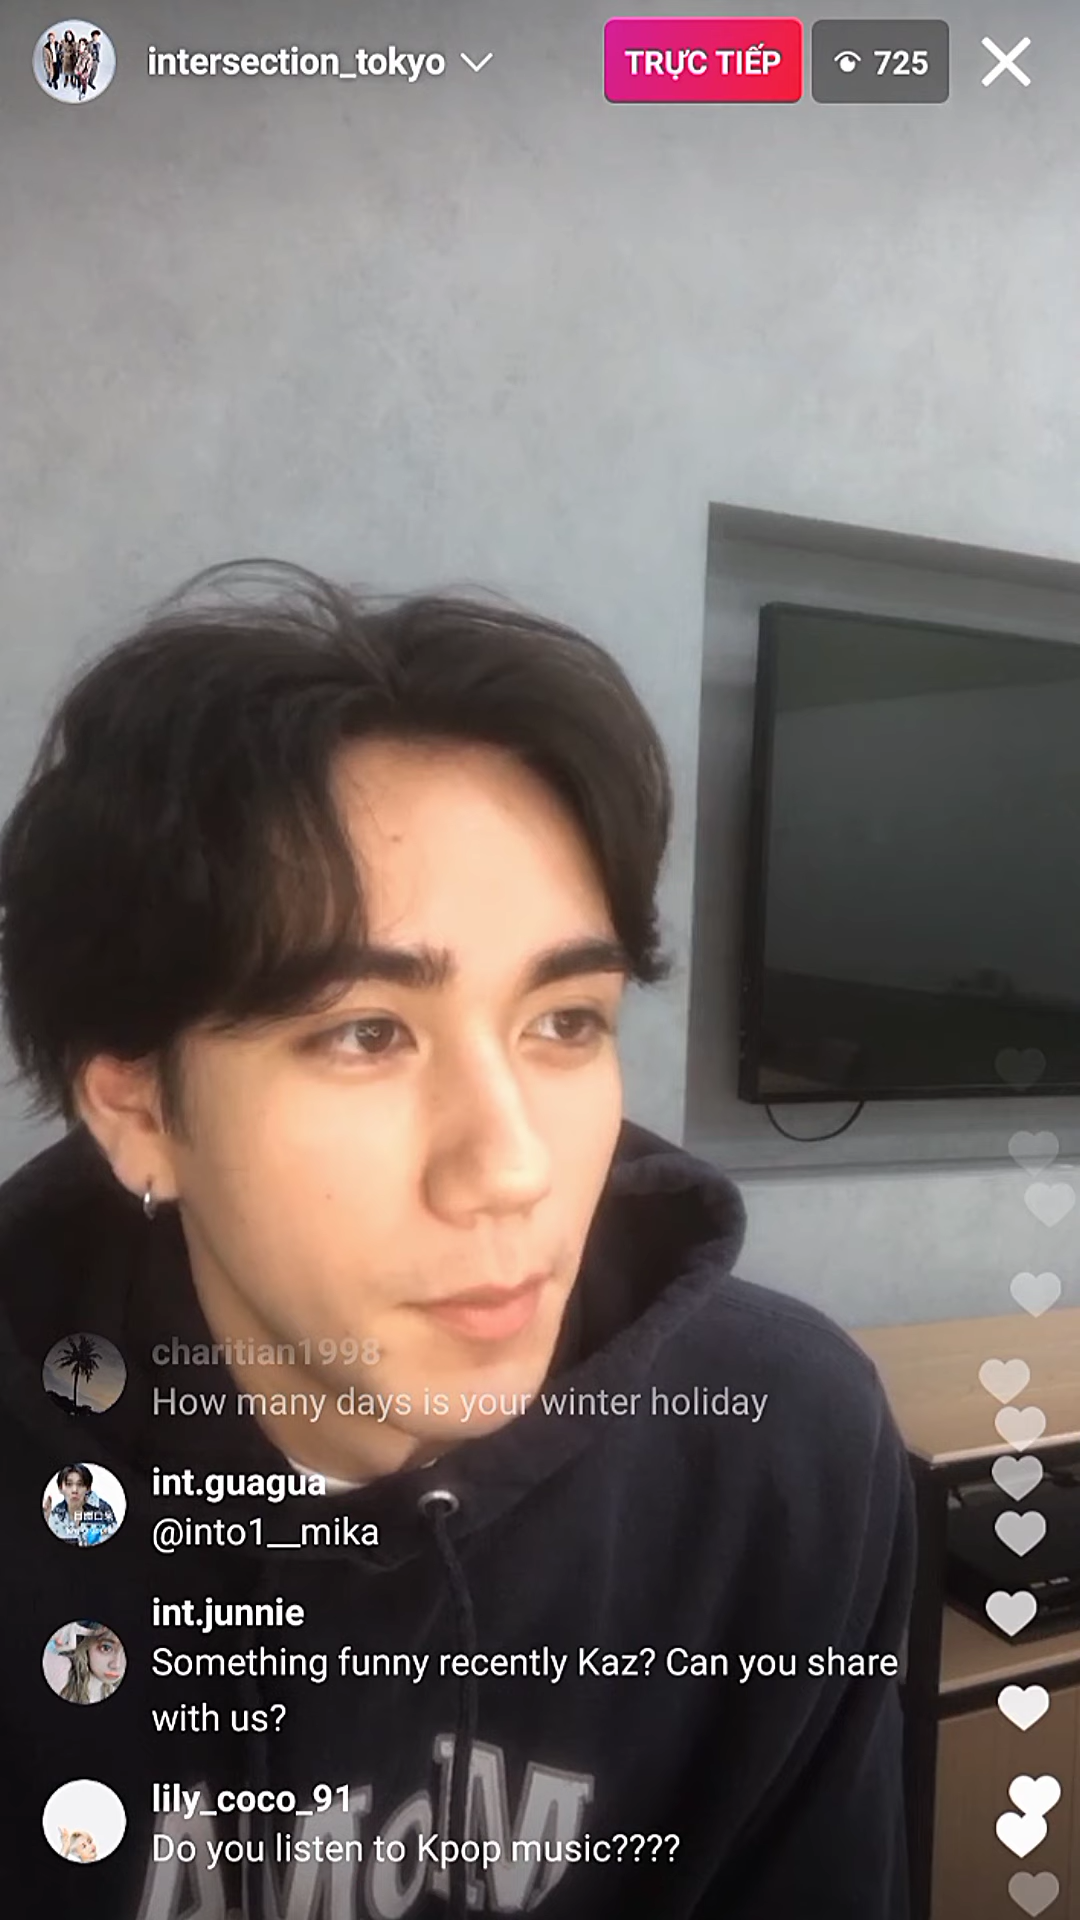 intersection_tokyo
TRỰC TIẾP
725
charitian1998
How many days is your winter holiday
int.guagua
@into1__mika
int.junnie
Something funny recently Kaz? Can you share
with us?
lily_coco_91
Do you listen to Kpop music????